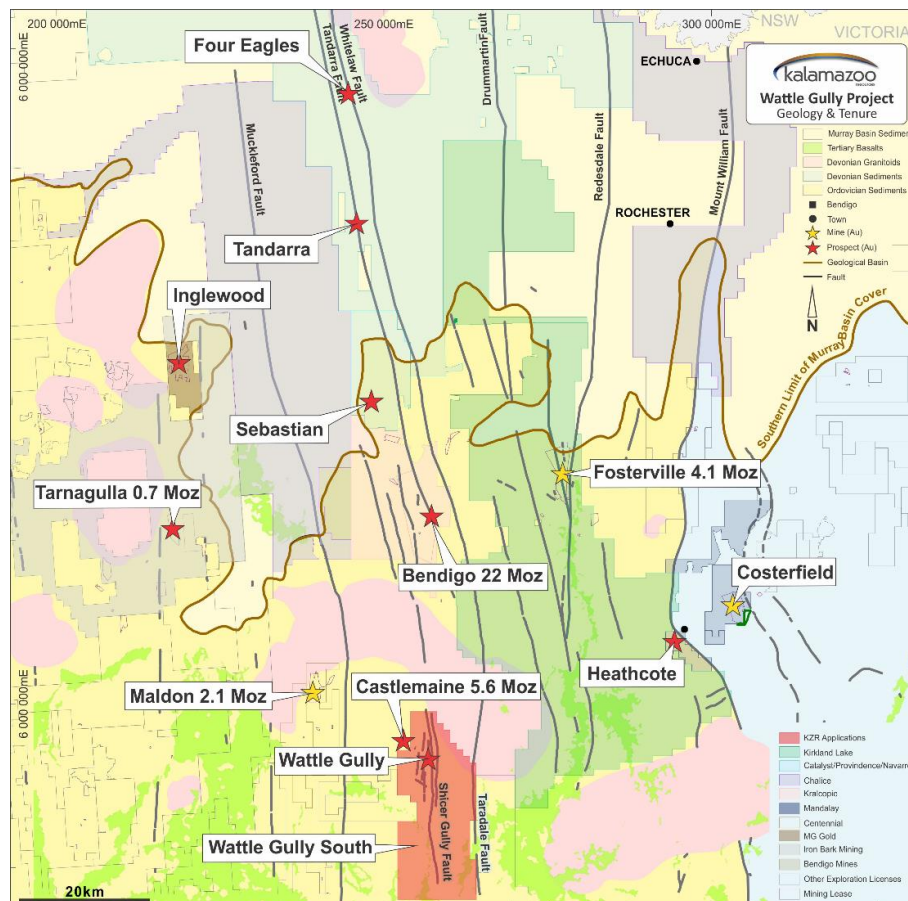 200 000mE
250 000mE
300 000mE
NSW
VICTORIA
6 000 000mE
6 000 000mE
kalamazoo
Wattle Gully Project
Geology & Tenure
Murray Basin Sedimen
Tertiary Basalts
Devonian Granitoids
Devonian Sediments
Ordovician Sediments
Bendigo
Town
Mine (Au)
Prospect (Au)
Geological Basin
Fault
N
Four Eagles
Whitelaw Fault
Tandarra Fault
DrummartinFault
ECHUCA
Muckleford Fault
Redesdale Fault
Mount William Fault
ROCHESTER
Tandarra
Inglewood
Southern Limit of Murray Basin Cover
Sebastian
Fosterville 4.1 Moz
Tarnagulla 0.7 Moz
Bendigo 22 Moz
Costerfield
Heathcote
Maldon 2.1 Moz
Castlemaine 5.6 Moz
Wattle Gully
Shicer Gully Fault
Taradale Fault
Wattle Gully South
20km
KZR Applications
Kirkland Lake
Catalyst/Providence/Navarre
Chalice
Kralcopic
Mandalay
Centennial
MG Gold
Iron Bark Mining
Bendigo Mines
Other Exploration Licenses
Mining Lease